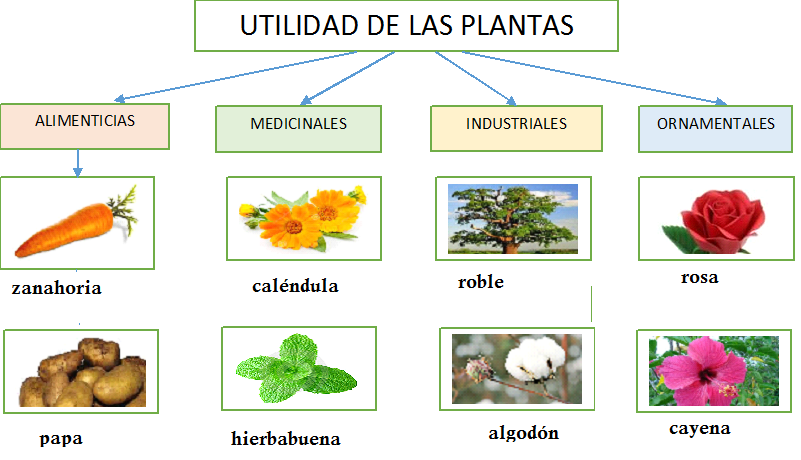 UTILIDAD DE LAS PLANTAS
ALIMENTICIAS
MEDICINALES
INDUSTRIALES
ORNAMENTALES
zanahoria
caléndula
roble
rosa
papa
hierbabuena
algodón
cayena